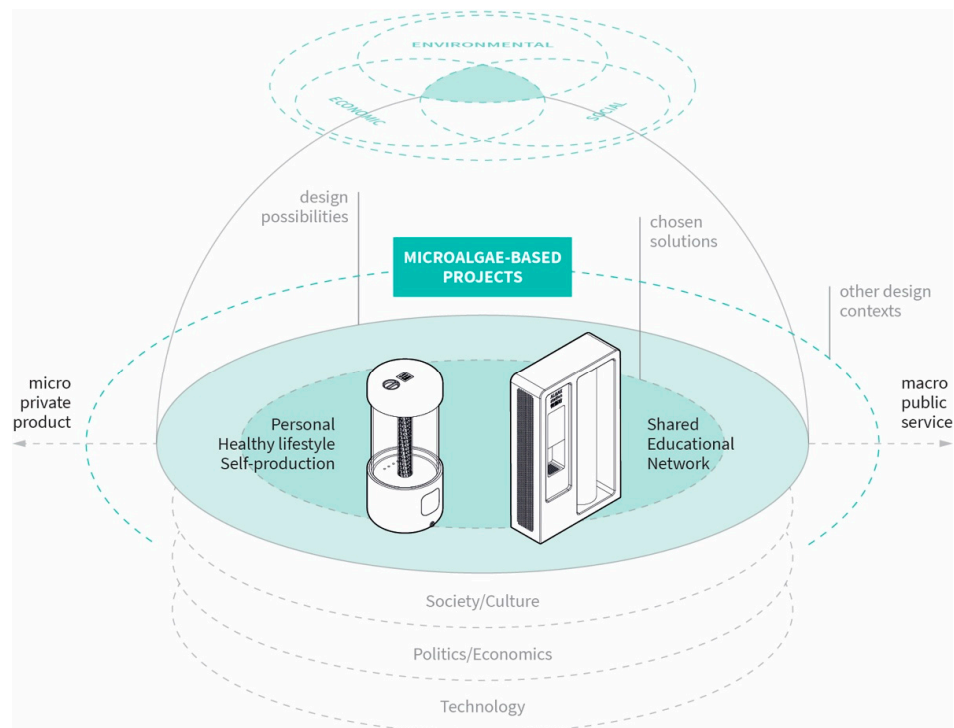 ENVIRONMENTAL
ECONOMIC
SOCIAL
design
possibilities
chosen
solutions
MICROALGAE-BASED
PROJECTS
other design
contexts
micro
private
product
macro
public
service
Personal
Healthy lifestyle
Self-production
Shared
Educational
Network
Society/Culture
Politics/Economics
Technology